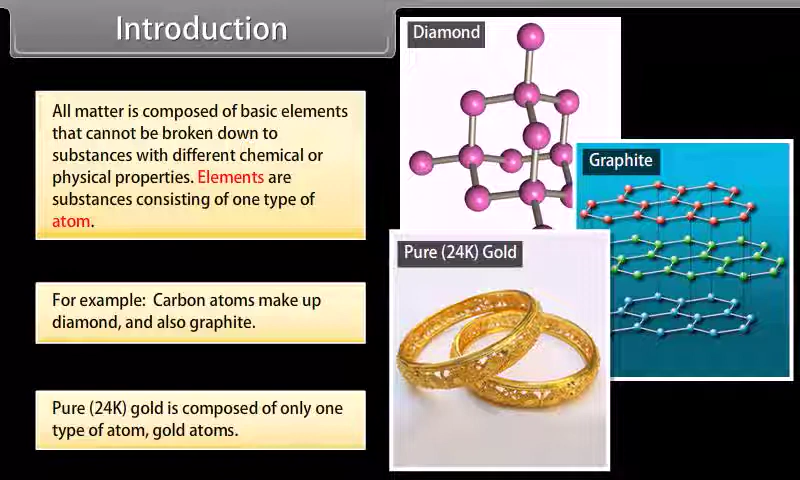 Introduction
All matter is composed of basic elements
that cannot be broken down to
substances with different chemical or
physical properties. Elements are
substances consisting of one type of
atom.
For example:  Carbon atoms make up
diamond, and also graphite.
Pure (24K) gold is composed of only one
type of atom, gold atoms.
Diamond
Graphite
Pure (24K) Gold